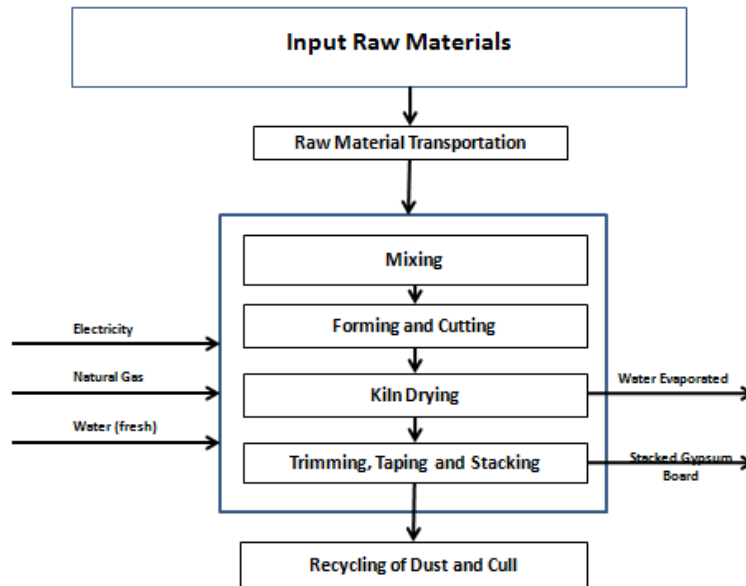 Input Raw Materials
Raw Material Transportation
Mixing
Forming and Cutting
Electricity
Natural Gas
Kiln Drying
Water Evaporated
Water (fresh)
Trimming, Taping and Stacking
Stacked Gypsum
Board
Recycling of Dust and Cull